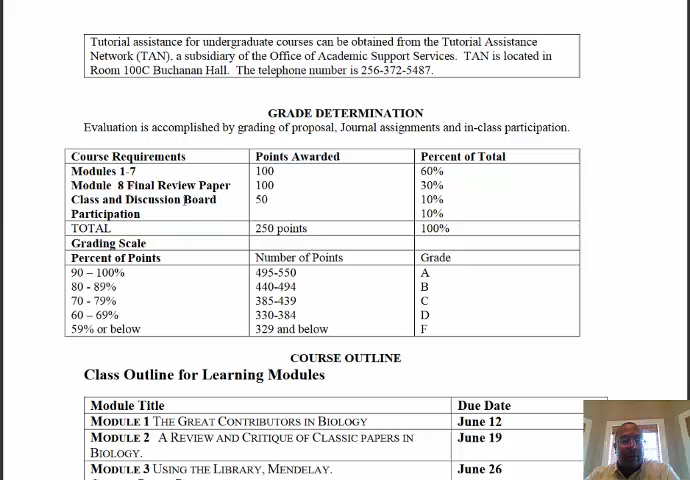 Tutorial assistance for undergraduate courses can be obtained from the Tutorial Assistance
Network (TAN), a subsidiary of the Office of Academic Support Services. TAN is located in
Room 100C Buchanan Hall. The telephone number is 256-372-5487.
GRADE DETERMINATION
Evaluation is accomplished by grading of proposal, Journal assignments and in-class participation.
Course Requirements Points Awarded Percent of Total
Modules 1-7 100 60%
Module 8 Final Review Paper 100 30%
Class and Discussion Board 50 10%
Participation 10%
TOTAL 250 points 100%
Grading Scale
Percent of Points Number of Points Grade
90 – 100% 495-550 A
80 - 89% 440-494 B
70 - 79% 385-439 C
60 – 69% 330-384 D
59% or below 329 and below F
COURSE OUTLINE
Class Outline for Learning Modules
Module Title Due Date
MODULE 1 THE GREAT CONTRIBUTORS IN BIOLOGY June 12
MODULE 2 A REVIEW AND CRITIQUE OF CLASSIC PAPERS IN June 19
BIOLOGY.
MODULE 3 USING THE LIBRARY, MENDELAY. June 26